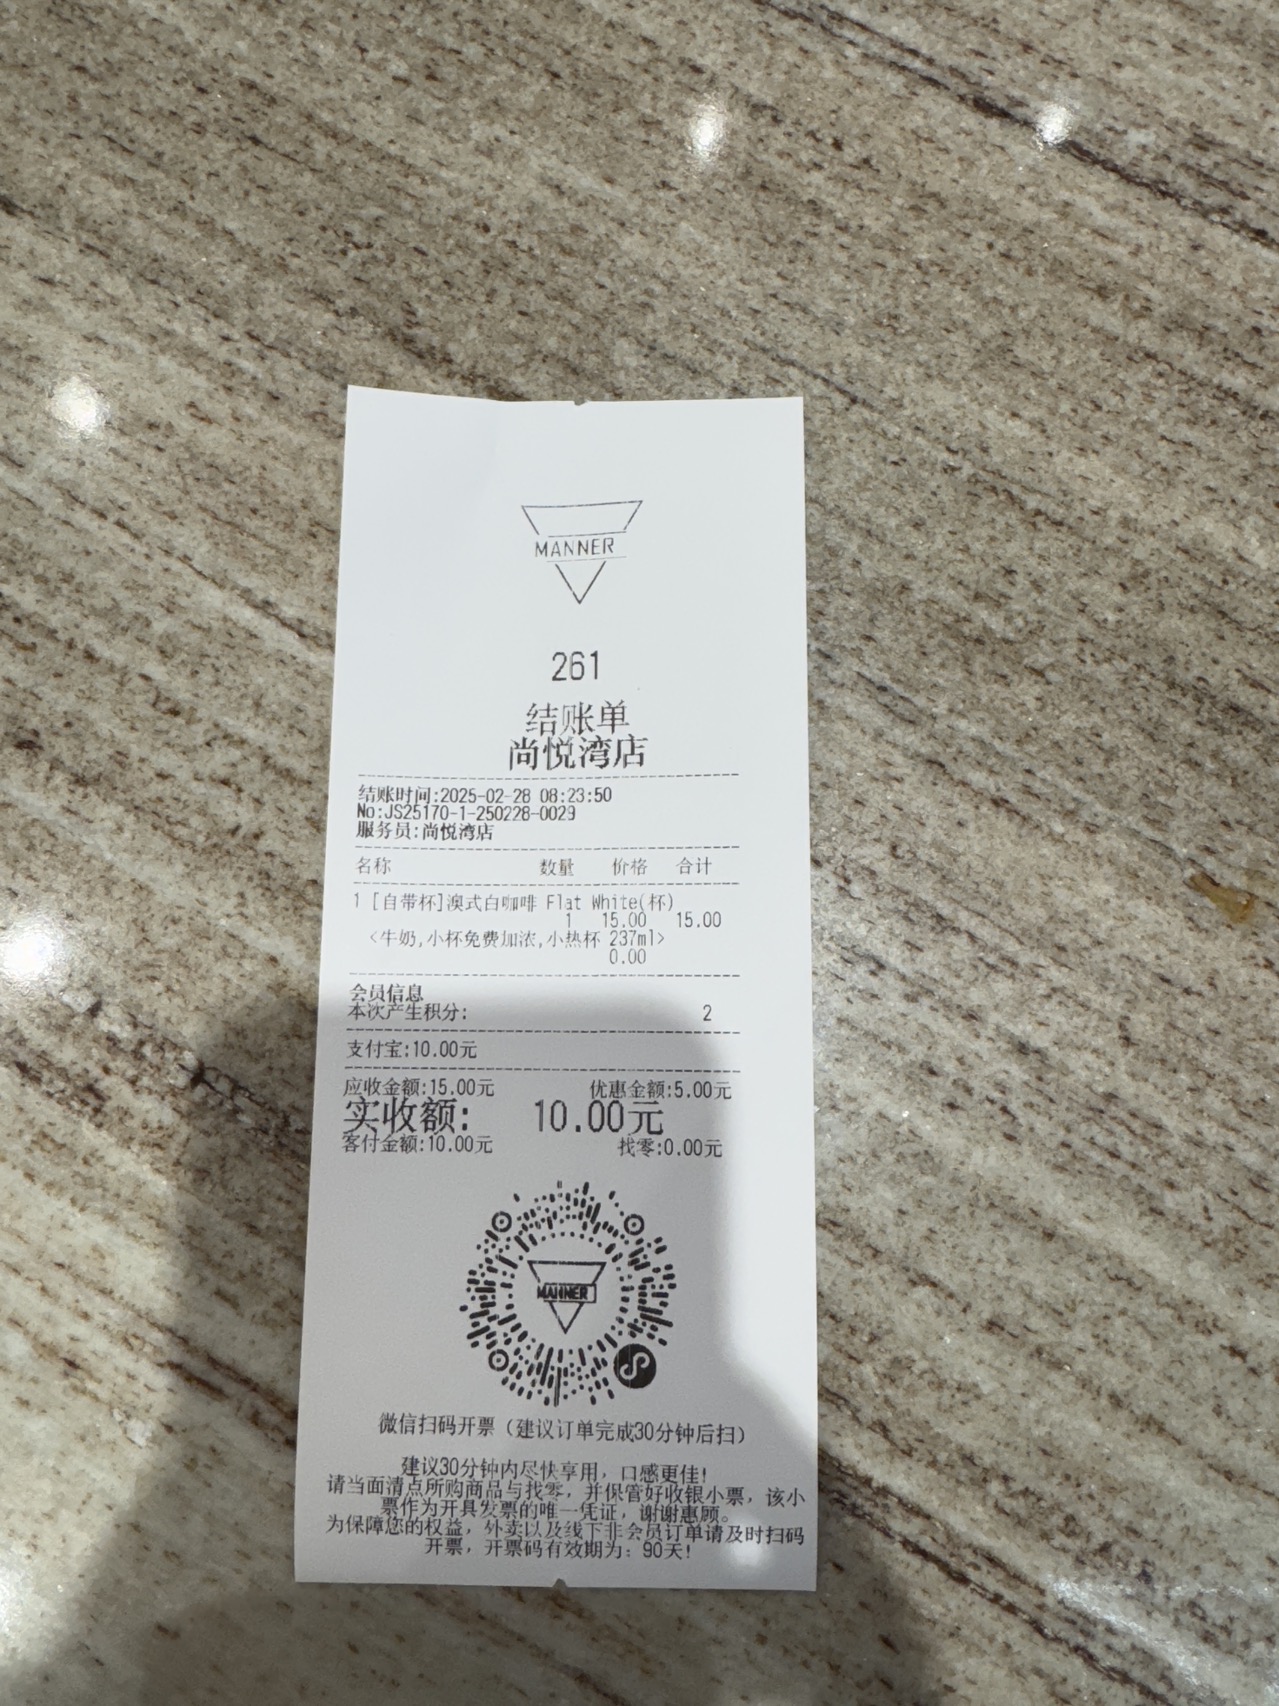 MANNER
261
结账单
尚悦湾店
结账时间:2025-02-28 08:23:50
No:JS25170-1-250228-0029
服务员:尚悦湾店
名称 数量 价格 合计
1 [自带杯]澳式白咖啡 Flat White(杯)
1 15.00 15.00
<牛奶,小杯免费加浓,小热杯 237ml>
0.00
会员信息
本次产生积分: 2
支付宝:10.00元
应收金额:15.00元 优惠金额:5.00元
实收额: 10.00元
客付金额:10.00元 找零:0.00元
MANNER
微信扫码开票（建议订单完成30分钟后扫）
建议30分钟内尽快享用，口感更佳!
请当面清点所购商品与找零，并保管好收银小票，该小
票作为开具发票的唯一凭证，谢谢惠顾。
为保障您的权益，外卖以及线下非会员订单请及时扫码
开票，开票码有效期为: 90天!